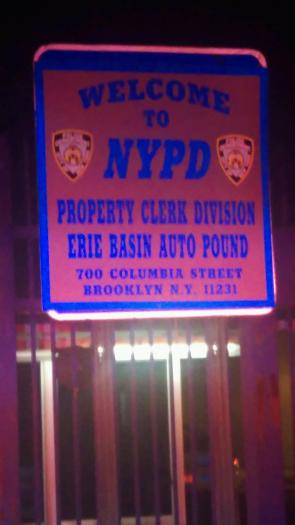 WELCOME
TO
NYPD
PROPERTY CLERK DIVISION
ERIE BASIN AUTO POUND
700 COLUMBIA STREET
BROOKLYN N.Y. 11231